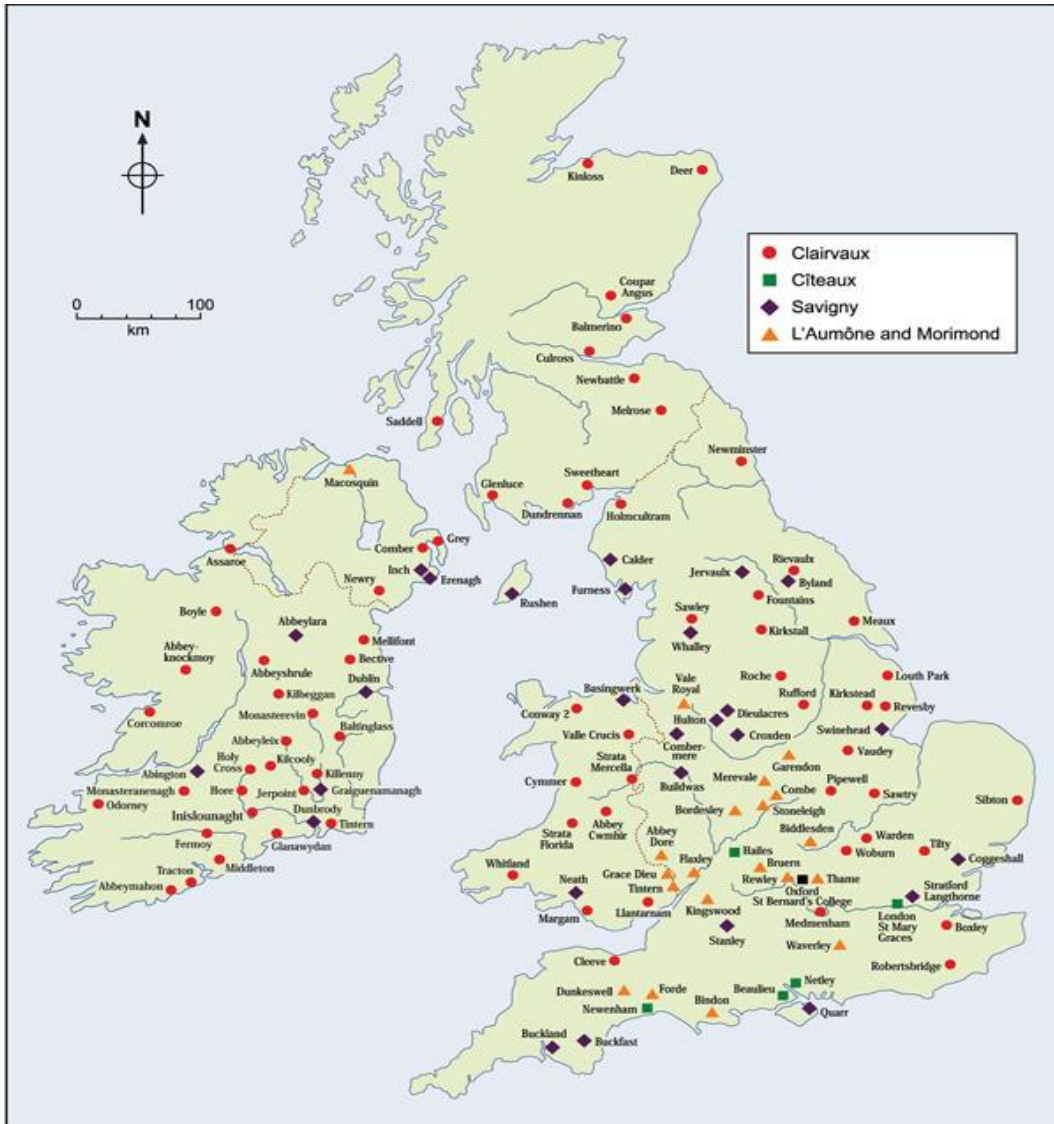 N
0 100
km
Clairvaux
Cîteaux
Savigny
L'Aumône and Morimond
Kinloss
Deer
Coupar
Angus
Balmerino
Culross
Newbattle
Melrose
Saddell
Newminster
Macosquin
Sweetheart
Glenluce
Dundrennan
Holmcultram
Grey
Comber
Assaroe
Inch
Erenagh
Newry
Rushen
Calder
Furness
Jervaulx
Rievaulx
Byland
Fountains
Sawley
Whalley
Kirkstall
Meaux
Boyle
Abbeylara
Mellifont
Abbey-
knockmoy
Abbeyshrule
Bective
Dublin
Kilbeggan
Corcomroe
Monasterevin
Baltinglass
Abbeyleix
Holy
Cross
Kilcooly
Killenny
Abington
Monasteranenagh
Hore
Jerpoint
Graiguenamanagh
Odorney
Inislounaght
Dunbrody
Tintern
Fermoy
Glanawydan
Middleton
Tracton
Abbeymahon
Roche
Rufford
Louth Park
Kirkstead
Revesby
Swineshead
Vale
Royal
Basingwerk
Conway 2
Hulton
Dieulacres
Croxden
Valle Crucis
Comber-
mere
Strata
Mercella
Buildwas
Vaudey
Garendon
Merevale
Combe
Pipewell
Cymmer
Sawtry
Stoneleigh
Sibton
Bordesley
Biddlesden
Abbey
Cwmhir
Strata
Florida
Abbey
Dore
Hailes
Warden
Woburn
Tilty
Coggeshall
Flaxley
Bruern
Whitland
Grace Dieu
Rewley
Thame
Oxford
St Bernard's College
Stratford
Langthorne
Neath
Tintern
Margam
Llantarnam
Kingswood
Medmenham
London
St Mary
Graces
Boxley
Stanley
Waverley
Robertsbridge
Cleeve
Dunkeswell
Forde
Netley
Beaulieu
Newenham
Bindon
Quarr
Buckland
Buckfast